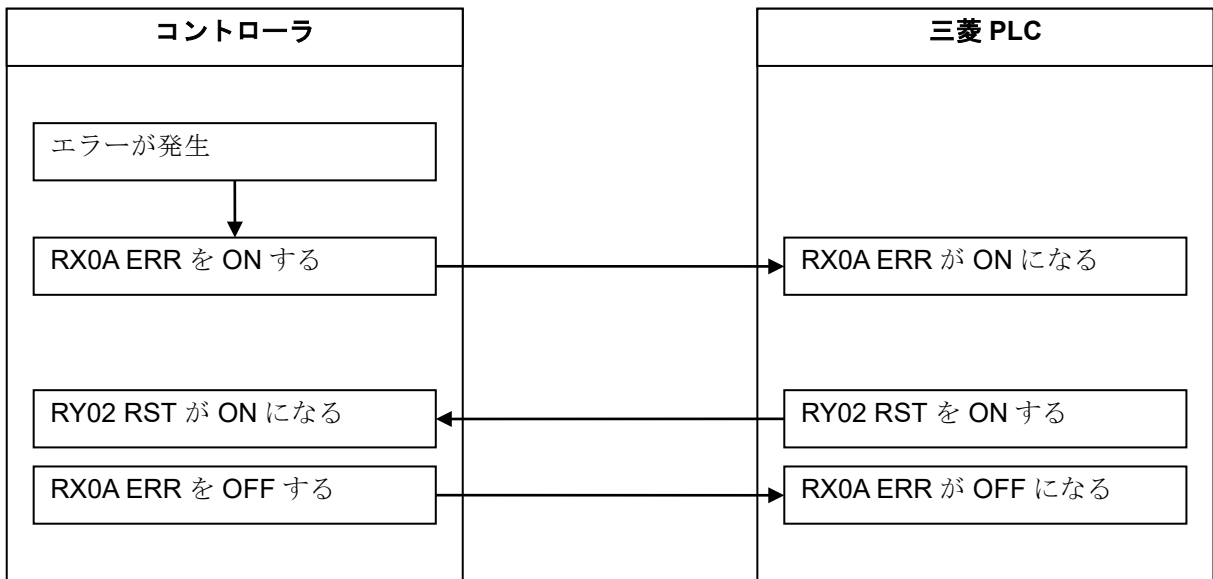 コントローラ
三菱 PLC
エラーが発生
RX0A ERR を ON する
RX0A ERR が ON になる
RY02 RST が ON になる
RY02 RST を ON する
RX0A ERR を OFF する
RX0A ERR が OFF になる